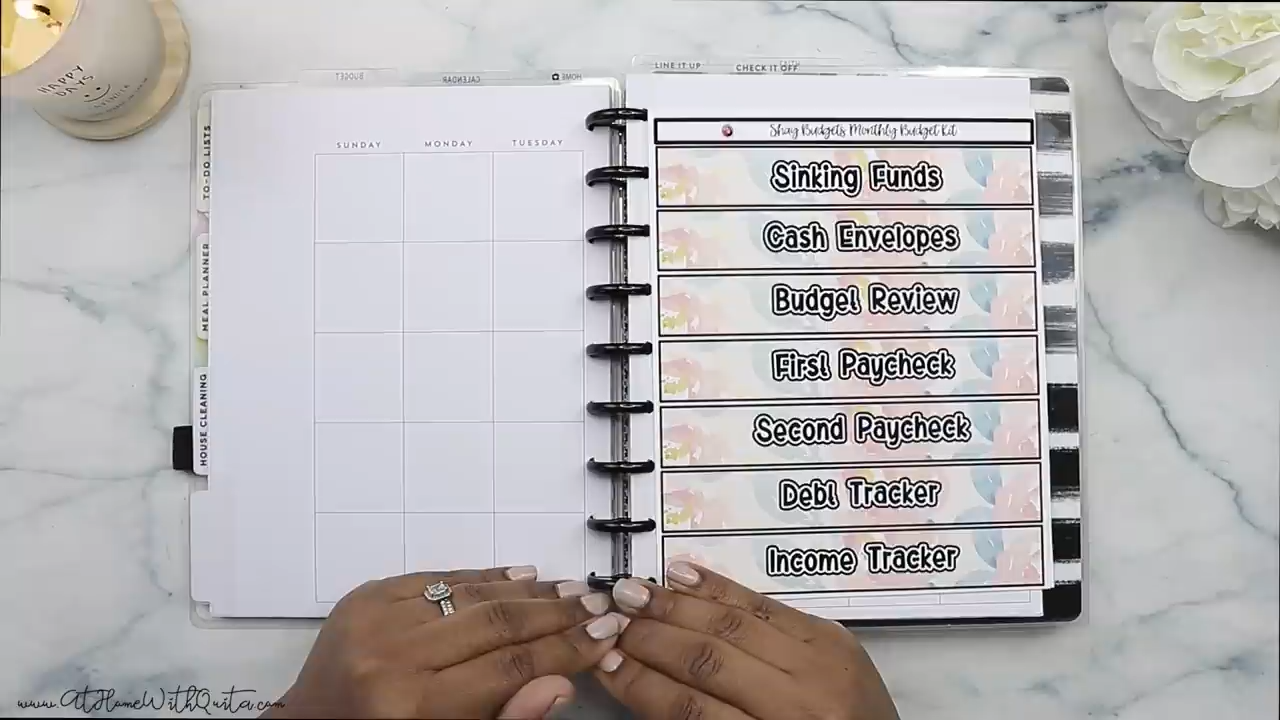 HAPPY
DAYS
BUDGET
CALENDAR
HOME
LINE IT UP
CHECK IT OFF
TO-DO LISTS
MEAL PLANNER
HOUSE CLEANING
SUNDAY MONDAY TUESDAY
Shay Budgets Monthly Budget Kit
Sinking Funds
Cash Envelopes
Budget Review
First Paycheck
Second Paycheck
Debt Tracker
Income Tracker
www.AtHomeWithQuita.com